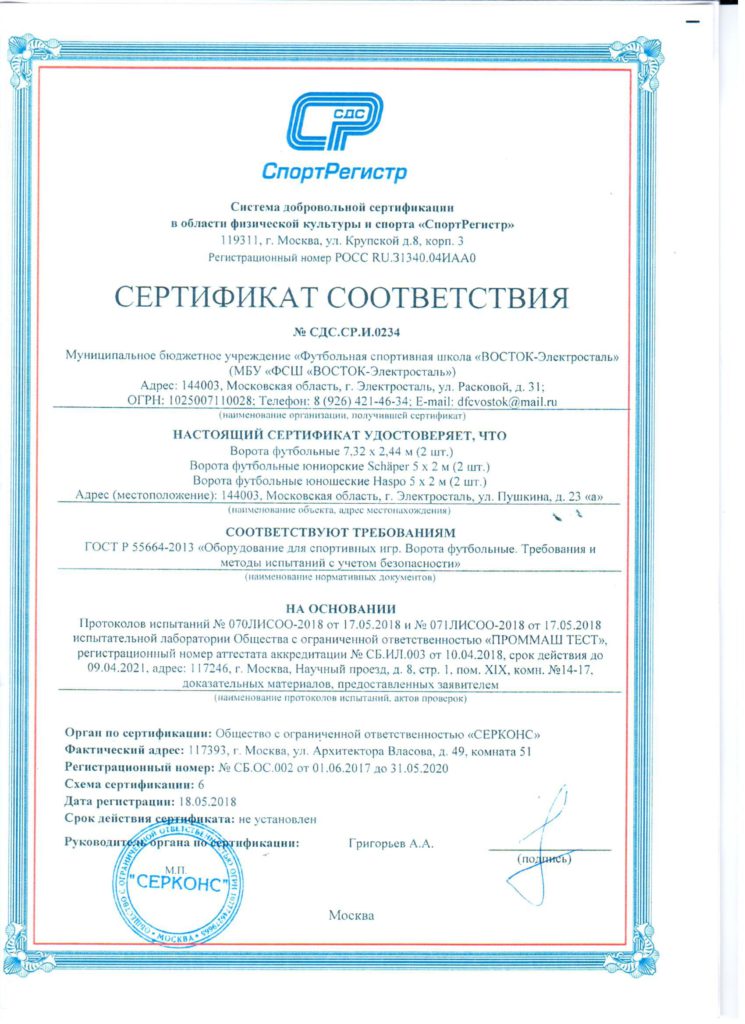 СДС
СР
СпортРегистр
Система добровольной сертификации
в области физической культуры и спорта «СпортРегистр»
119311, г. Москва, ул. Крупской д.8, корп. 3
Регистрационный номер РОСС RU.31340.04ИАА0
СЕРТИФИКАТ СООТВЕТСТВИЯ
№ СДС.СР.И.0234
Муниципальное бюджетное учреждение «Футбольная спортивная школа «ВОСТОК-Электросталь»
(МБУ «ФСШ «ВОСТОК-Электросталь»)
Адрес: 144003, Московская область, г. Электросталь, ул. Расковой, д. 31;
ОГРН: 1025007110028; Телефон: 8 (926) 421-46-34; E-mail: dfcvostok@mail.ru
(наименование организации, получившей сертификат)
НАСТОЯЩИЙ СЕРТИФИКАТ УДОСТОВЕРЯЕТ, ЧТО
Ворота футбольные 7,32 х 2,44 м (2 шт.)
Ворота футбольные юниорские Schäper 5 х 2 м (2 шт.)
Ворота футбольные юношеские Haspo 5 х 2 м (2 шт.)
Адрес (местоположение): 144003, Московская область, г. Электросталь, ул. Пушкина, д. 23 «а»
(наименование объекта, адрес местонахождения)
СООТВЕТСТВУЮТ ТРЕБОВАНИЯМ
ГОСТ Р 55664-2013 «Оборудование для спортивных игр. Ворота футбольные. Требования и
методы испытаний с учетом безопасности»
(наименование нормативных документов)
НА ОСНОВАНИИ
Протоколов испытаний № 070ЛИСОО-2018 от 17.05.2018 и № 071ЛИСОО-2018 от 17.05.2018
испытательной лаборатории Общества с ограниченной ответственностью «ПРОММАШ ТЕСТ»,
регистрационный номер аттестата аккредитации № СБ.ИЛ.003 от 10.04.2018, срок действия до
09.04.2021, адрес: 117246, г. Москва, Научный проезд, д. 8, стр. 1, пом. XIX, комн. №14-17,
доказательных материалов, предоставленных заявителем
(наименование протоколов испытаний, актов проверок)
Орган по сертификации: Общество с ограниченной ответственностью «СЕРКОНС»
Фактический адрес: 117393, г. Москва, ул. Архитектора Власова, д. 49, комната 51
Регистрационный номер: № СБ.ОС.002 от 01.06.2017 до 31.05.2020
Схема сертификации: 6
Дата регистрации: 18.05.2018
Срок действия сертификата: не установлен
Руководитель органа по сертификации: Григорьев А.А.
(подпись)
М.П.
"СЕРКОНС"
ОБЩЕСТВО С ОГРАНИЧЕННОЙ ОТВЕТСТВЕННОСТЬЮ
МОСКВА
Москва